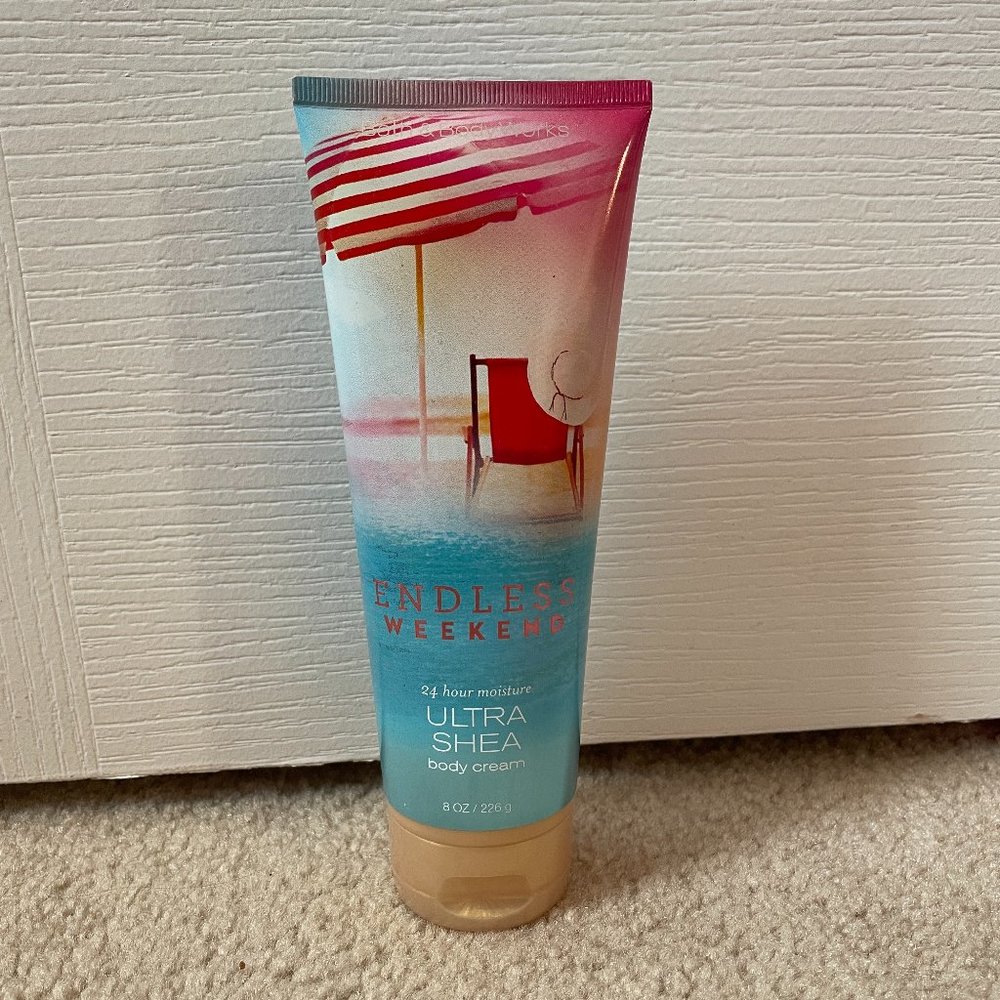 Bath & Body Works
ENDLESS
WEEKEND
24 hour moisture
ULTRA
SHEA
body cream
8 OZ / 226 g